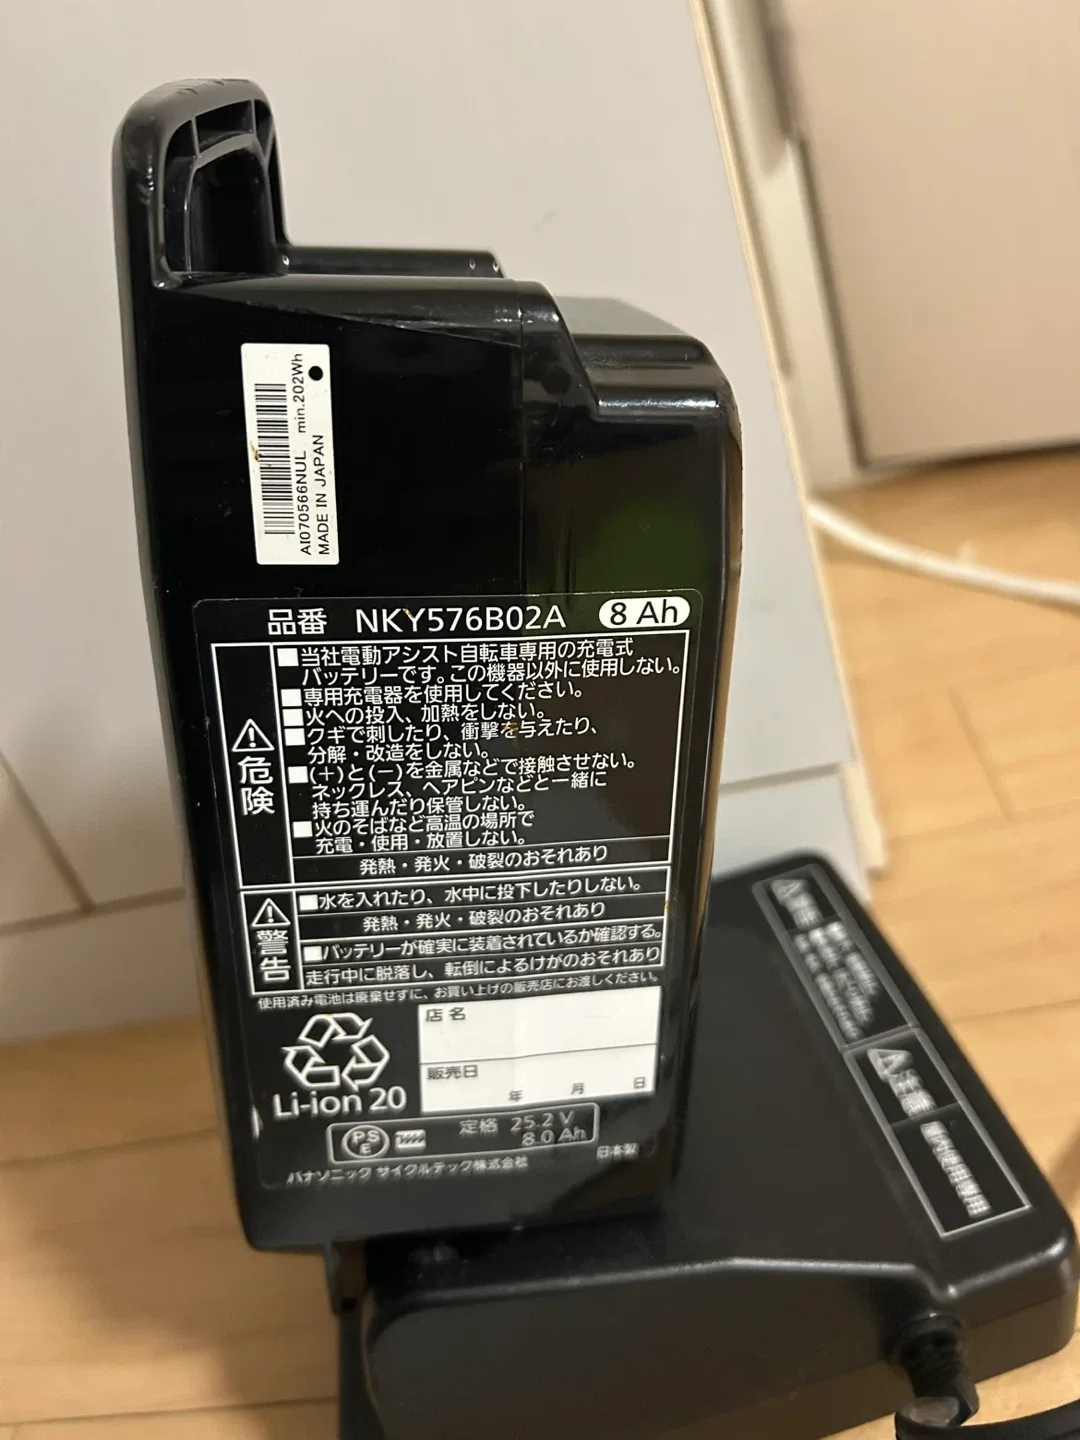 min.202Wh
AI070566NUL
MADE IN JAPAN
品番 NKY576B02A 8 Ah
危険
■当社電動アシスト自転車専用の充電式
バッテリーです。この機器以外に使用しない。
■専用充電器を使用してください。
■火への投入、加熱をしない。
■クギで刺したり、衝撃を与えたり、
分解・改造をしない。
■(+)と(−)を金属などで接触させない。
ネックレス、ヘアピンなどと一緒に
持ち運んだり保管しない。
■火のそばなど高温の場所で
充電・使用・放置しない。
発熱・発火・破裂のおそれあり
警告
■水を入れたり、水中に投下したりしない。
発熱・発火・破裂のおそれあり
■バッテリーが確実に装着されているか確認する。
走行中に脱落し、転倒によるけがのおそれあり
使用済み電池は廃棄せずに、お買い上げの販売店にお渡しください。
店名
販売日
年 月 日
Li-ion 20
PSE
定格 25.2 V
8.0 Ah
パナソニック サイクルテック株式会社
日本製
注意
屋内使用専用